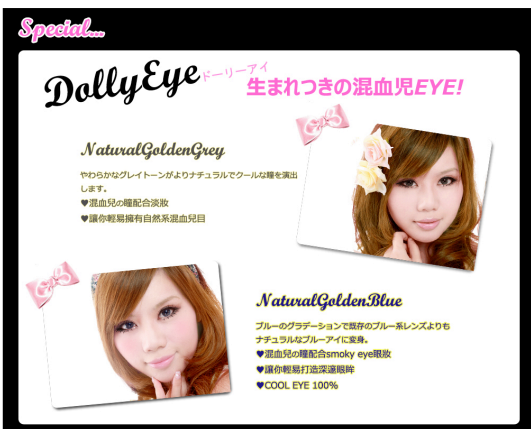 Special...
DollyEye
ドーリーアイ
生まれつきの混血児EYE!
NaturalGoldenGrey
やわらかなグレイトーンがよりナチュラルでクールな瞳を演出
します。
♥混血兒の瞳配合淡妝
♥讓你輕易擁有自然系混血兒目
NaturalGoldenBlue
ブルーのグラデーションで既存のブルー系レンズよりも
ナチュラルなブルーアイに変身。
♥混血兒の瞳配合smoky eye眼妝
♥讓你輕易打造深邃眼眸
♥COOL EYE 100%